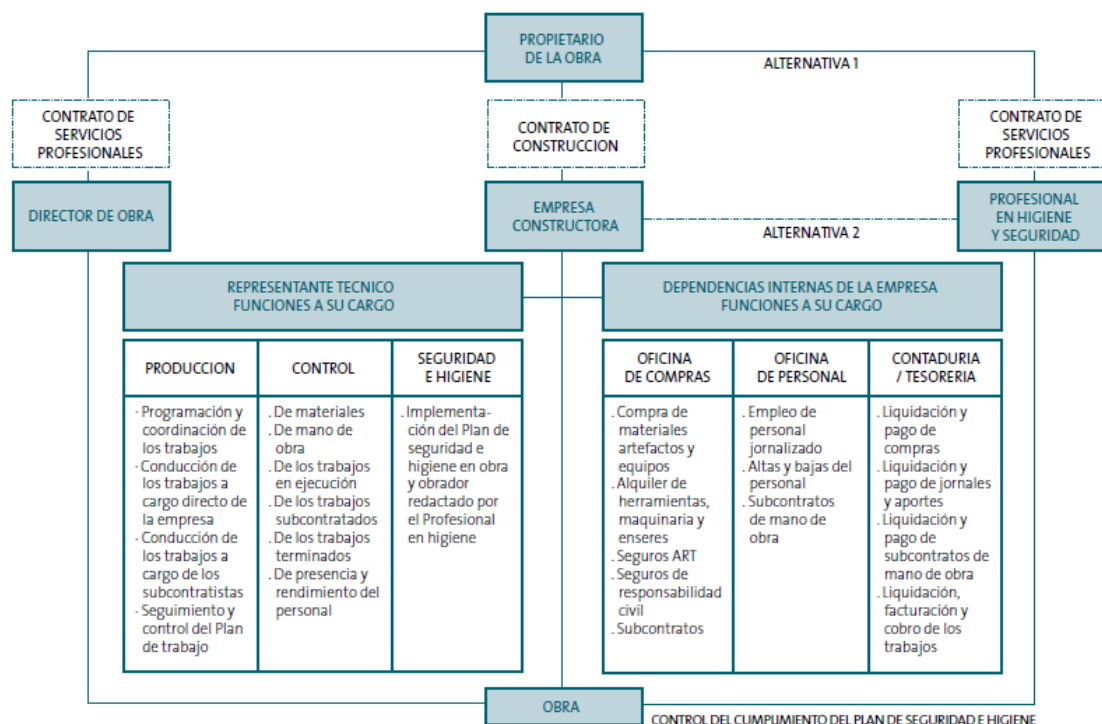 PROPIETARIO
DE LA OBRA
ALTERNATIVA 1
CONTRATO DE
SERVICIOS
PROFESIONALES
CONTRATO DE
CONSTRUCCION
CONTRATO DE
SERVICIOS
PROFESIONALES
DIRECTOR DE OBRA
EMPRESA
CONSTRUCTORA
ALTERNATIVA 2
PROFESIONAL
EN HIGIENE
Y SEGURIDAD
REPRESENTANTE TECNICO
FUNCIONES A SU CARGO
DEPENDENCIAS INTERNAS DE LA EMPRESA
FUNCIONES A SU CARGO
PRODUCCION
· Programación y
coordinación de
los trabajos
· Conducción de
los trabajos a
cargo directo de
la empresa
· Conducción de
los trabajos a
cargo de los
subcontratistas
· Seguimiento y
control del Plan
de trabajo
CONTROL
. De materiales
. De mano de
obra
. De los trabajos
en ejecución
. De los trabajos
subcontratados
. De los trabajos
terminados
. De presencia y
rendimiento del
personal
SEGURIDAD
E HIGIENE
. Implementa-
ción del Plan de
seguridad e
higiene en obra
y obrador
redactado por
el Profesional
en higiene
OFICINA
DE COMPRAS
. Compra de
materiales
artefactos y
equipos
. Alquiler de
herramientas,
maquinaria y
enseres
. Seguros ART
. Seguros de
responsabilidad
civil
. Subcontratos
OFICINA
DE PERSONAL
. Empleo de
personal
jornalizado
. Altas y bajas del
personal
. Subcontratos
de mano de
obra
CONTADURIA
/ TESORERIA
. Liquidación y
pago de
compras
. Liquidación y
pago de jornales
y aportes
. Liquidación y
pago de
subcontratos de
mano de obra
. Liquidación,
facturación y
cobro de los
trabajos
OBRA
CONTROL DEL CUMPLIMIENTO DEL PLAN DE SEGURIDAD E HIGIENE